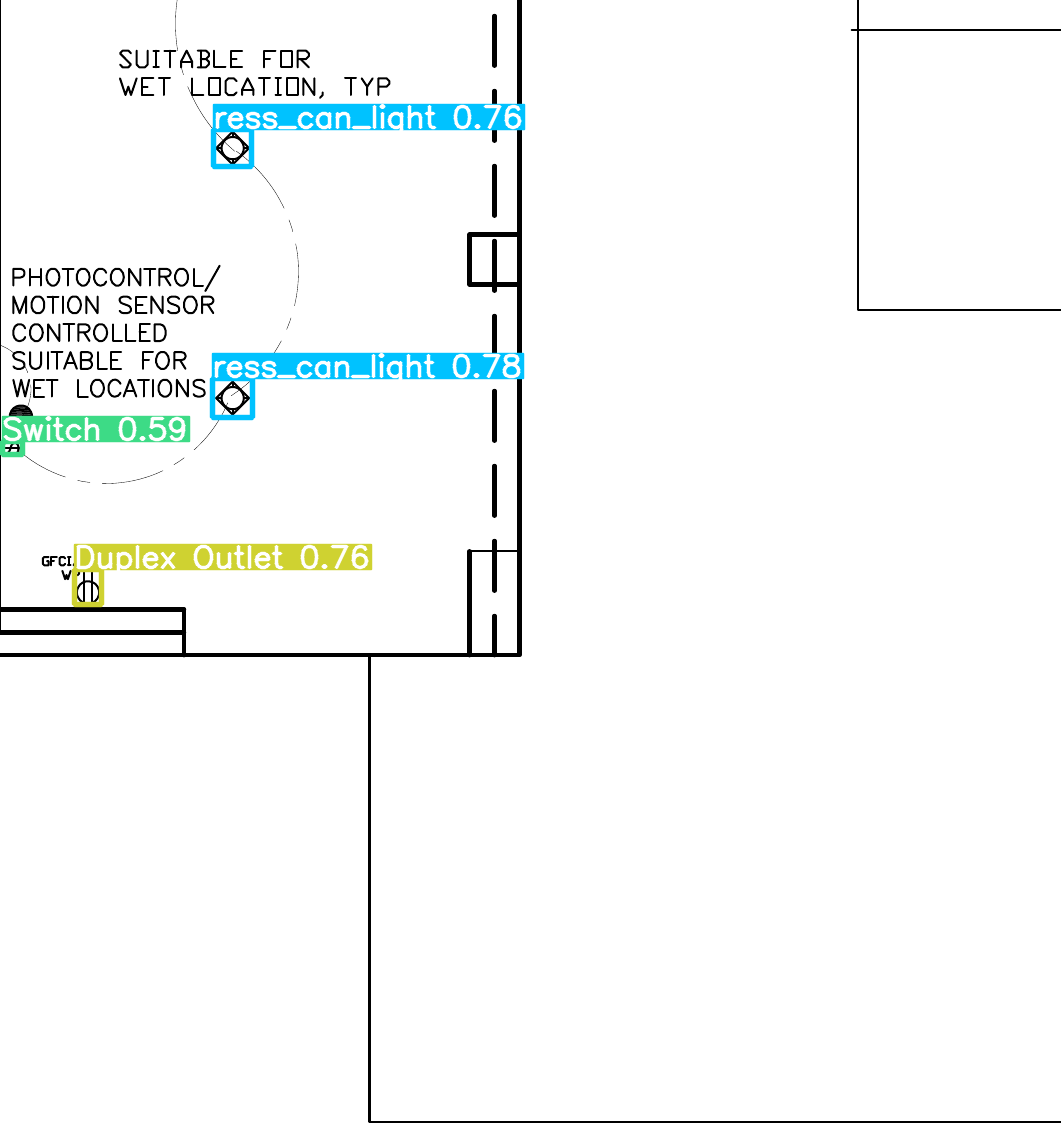 SUITABLE FOR
WET LOCATION, TYP
ress_can_light 0.76
PHOTOCONTROL/
MOTION SENSOR
CONTROLLED
SUITABLE FOR
WET LOCATIONS
ress_can_light 0.78
Switch 0.59
GFCI
Duplex Outlet 0.76